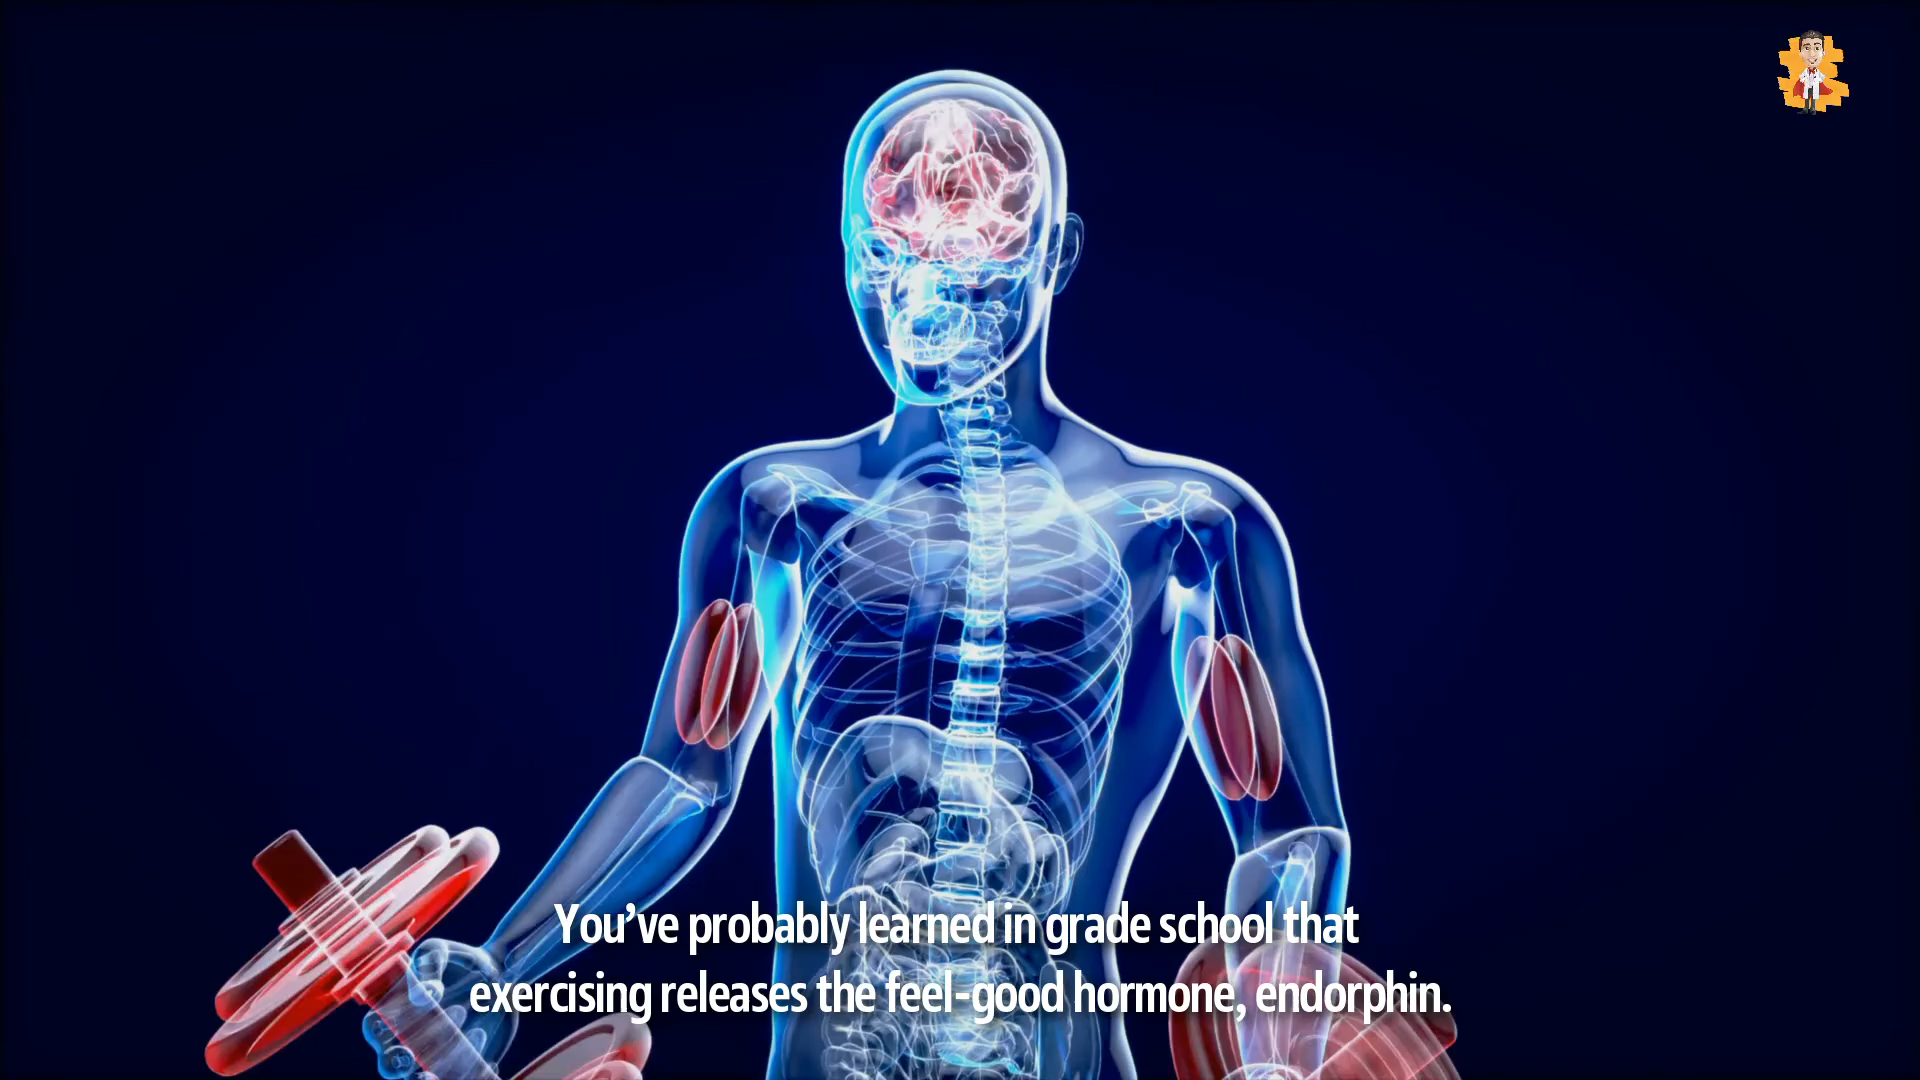 You’ve probably learned in grade school that
exercising releases the feel-good hormone, endorphin.